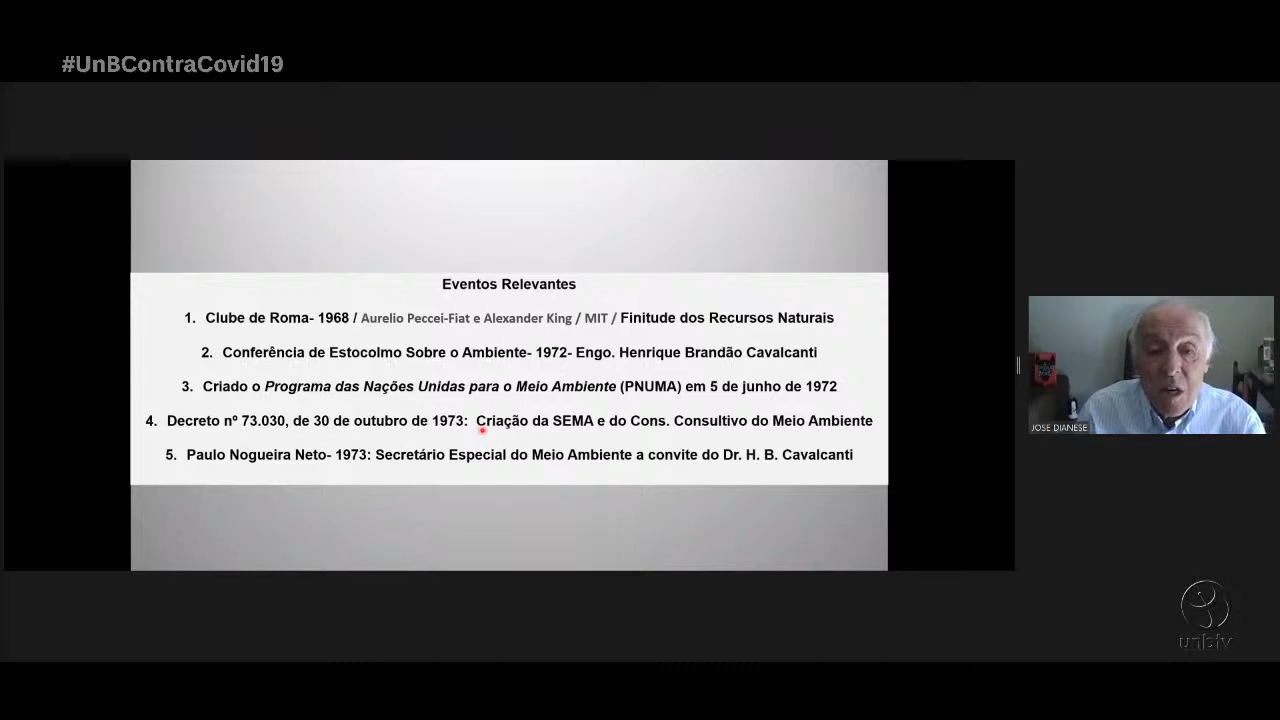 #UnBContraCovid19
Eventos Relevantes
1. Clube de Roma- 1968 / Aurelio Peccei-Fiat e Alexander King / MIT / Finitude dos Recursos Naturais
2. Conferência de Estocolmo Sobre o Ambiente- 1972- Engo. Henrique Brandão Cavalcanti
3. Criado o Programa das Nações Unidas para o Meio Ambiente (PNUMA) em 5 de junho de 1972
4. Decreto nº 73.030, de 30 de outubro de 1973: Criação da SEMA e do Cons. Consultivo do Meio Ambiente
5. Paulo Nogueira Neto- 1973: Secretário Especial do Meio Ambiente a convite do Dr. H. B. Cavalcanti
JOSE DIANESE
unbtv